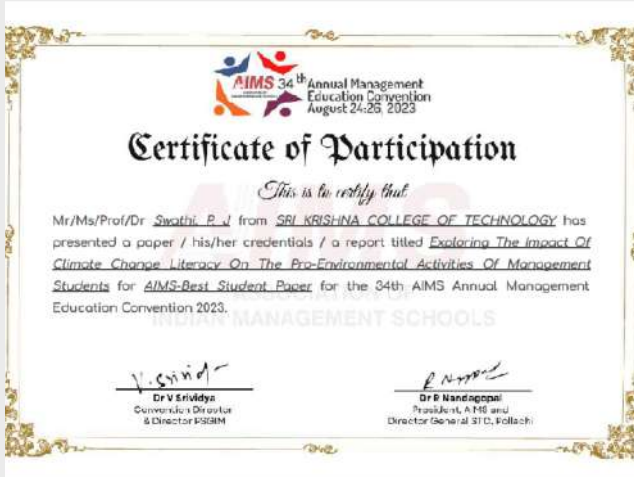 AIMS 34th Annual Management
Education Convention
August 24-26, 2023
Certificate of Participation
This is to certify that
Mr/Ms/Prof/Dr Swathi. P. J from SRI KRISHNA COLLEGE OF TECHNOLOGY has
presented a paper / his/her credentials / a report titled Exploring The Impact Of
Climate Change Literacy On The Pro-Environmental Activities Of Management
Students for AIMS-Best Student Paper for the 34th AIMS Annual Management
Education Convention 2023.
AIMS
ASSOCIATION OF
INDIAN MANAGEMENT SCHOOLS
V. Srivid
Dr V Srividya
Convention Director
& Director PSGIM
Dr R Nandagopal
President, AIMS and
Director General STC, Pollachi